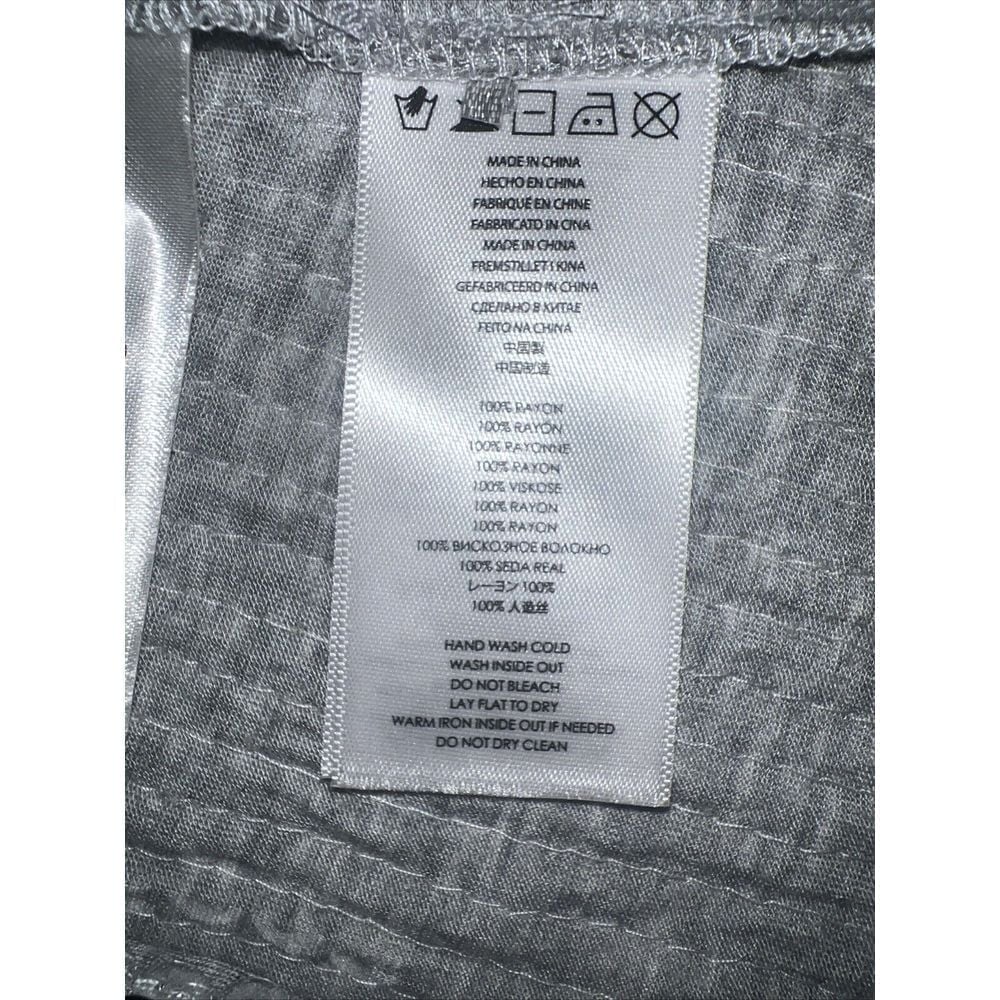 MADE IN CHINA
HECHO EN CHINA
FABRIQUÉ EN CHINE
FABBRICATO IN CINA
MADE IN CHINA
FREMSTILLET I KINA
GEFABRICEERD IN CHINA
СДЕЛАНО В КИТАЕ
FEITO NA CHINA
中国製
中国制造
100% RAYON
100% RAYON
100% RAYONNE
100% RAYON
100% VISKOSE
100% RAYON
100% RAYON
100% ВИСКОЗНОЕ ВОЛОКНО
100% SEDA REAL
レーヨン 100%
100% 人造丝
HAND WASH COLD
WASH INSIDE OUT
DO NOT BLEACH
LAY FLAT TO DRY
WARM IRON INSIDE OUT IF NEEDED
DO NOT DRY CLEAN